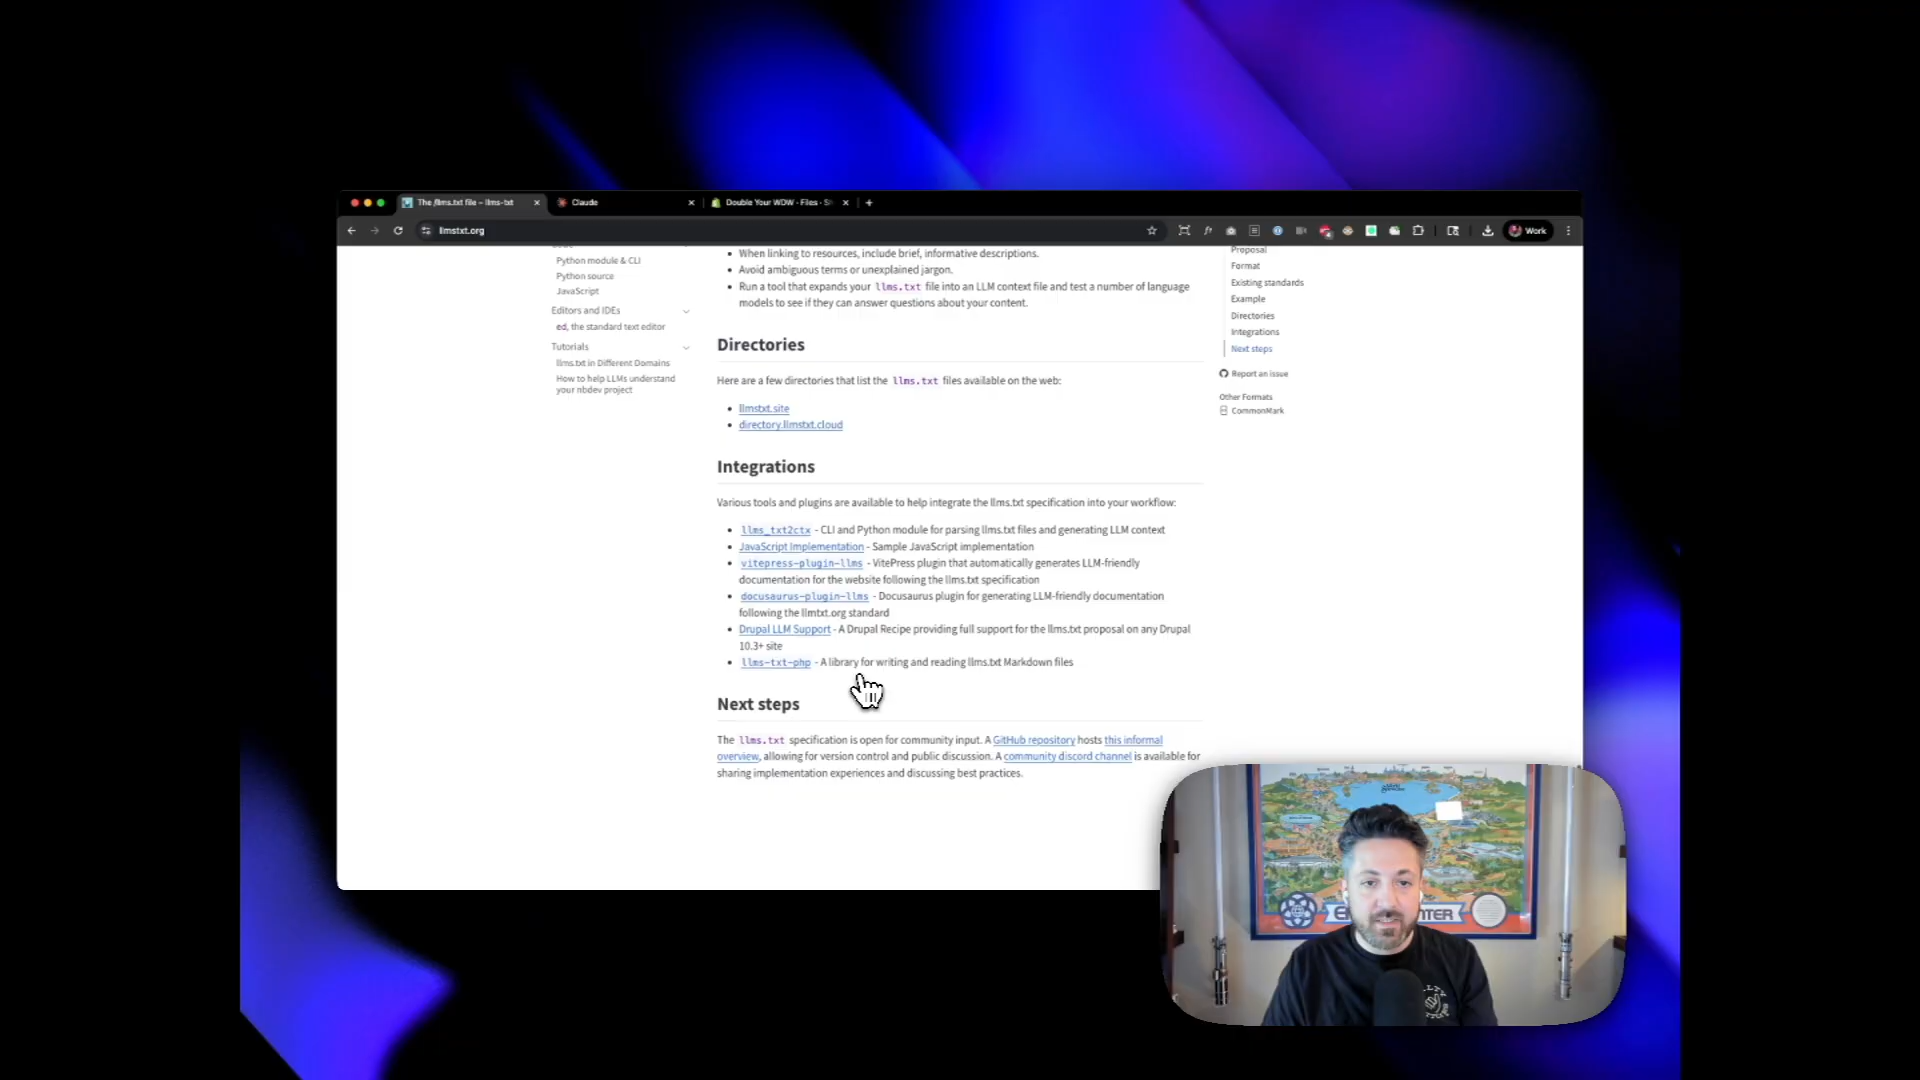 The /llms.txt file – llms-txt
Claude
Double Your WDW - Files - S
llmstxt.org
Work
Python module & CLI
Python source
JavaScript
Editors and IDEs
ed, the standard text editor
Tutorials
llms.txt in Different Domains
How to help LLMs understand
your nbdev project
When linking to resources, include brief, informative descriptions.
Avoid ambiguous terms or unexplained jargon.
Run a tool that expands your llms.txt file into an LLM context file and test a number of language
models to see if they can answer questions about your content.
Directories
Here are a few directories that list the llms.txt files available on the web:
llmstxt.site
directory.llmstxt.cloud
Integrations
Various tools and plugins are available to help integrate the llms.txt specification into your workflow:
llms_txt2ctx - CLI and Python module for parsing llms.txt files and generating LLM context
JavaScript Implementation - Sample JavaScript implementation
vitepress-plugin-llms - VitePress plugin that automatically generates LLM-friendly
documentation for the website following the llms.txt specification
docusaurus-plugin-llms - Docusaurus plugin for generating LLM-friendly documentation
following the llmtxt.org standard
Drupal LLM Support - A Drupal Recipe providing full support for the llms.txt proposal on any Drupal
10.3+ site
llms-txt-php - A library for writing and reading llms.txt Markdown files
Next steps
The llms.txt specification is open for community input. A GitHub repository hosts this informal
overview, allowing for version control and public discussion. A community discord channel is available for
sharing implementation experiences and discussing best practices.
Proposal
Format
Existing standards
Example
Directories
Integrations
Next steps
Report an issue
Other Formats
CommonMark